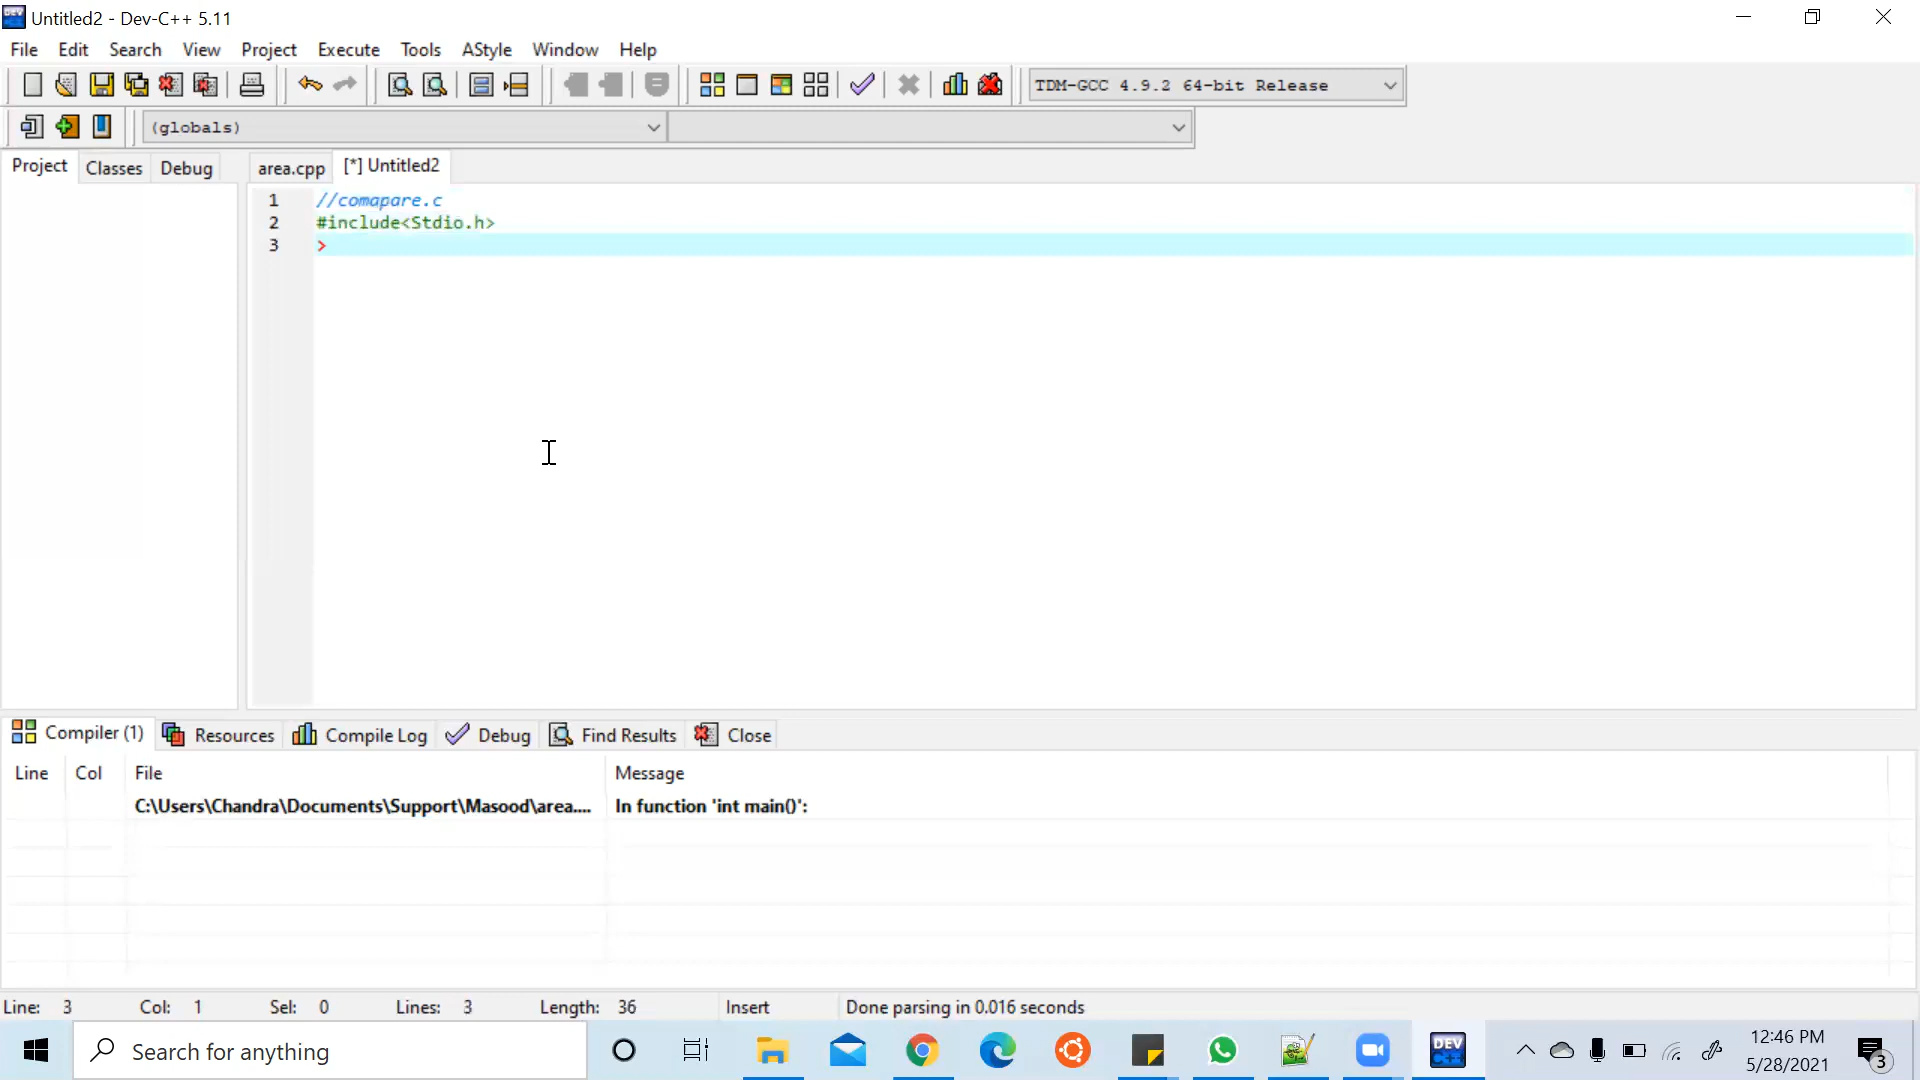 Untitled2 - Dev-C++ 5.11
File Edit Search View Project Execute Tools AStyle Window Help
TDM-GCC 4.9.2 64-bit Release
(globals)
Project Classes Debug area.cpp [*] Untitled2
1 //comapare.c
2 #include<Stdio.h>
3 >
Compiler (1) Resources Compile Log Debug Find Results Close
Line Col File Message
C:\Users\Chandra\Documents\Support\Masood\area.... In function 'int main()':
Line: 3 Col: 1 Sel: 0 Lines: 3 Length: 36 Insert Done parsing in 0.016 seconds
Search for anything
DEV C++
12:46 PM
5/28/2021
3